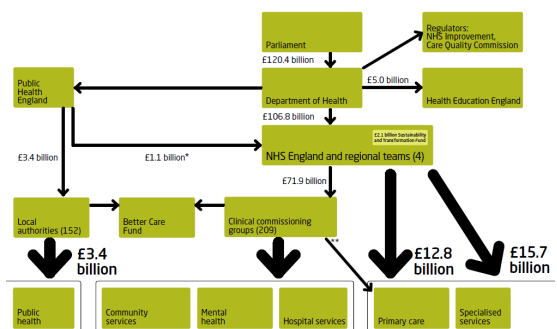 Parliament
Regulators:
NHS Improvement,
Care Quality Commission
£120.4 billion
Public
Health
England
Department of Health
£5.0 billion
Health Education England
£106.8 billion
£2.1 billion Sustainability
and Transformation Fund
NHS England and regional teams (4)
£3.4 billion
£1.1 billion*
£71.9 billion
Local
authorities (152)
Better Care
Fund
Clinical commissioning
groups (209)
**
£3.4
billion
£12.8
billion
£15.7
billion
Public
health
Community
services
Mental
health
Hospital services
Primary care
Specialised
services